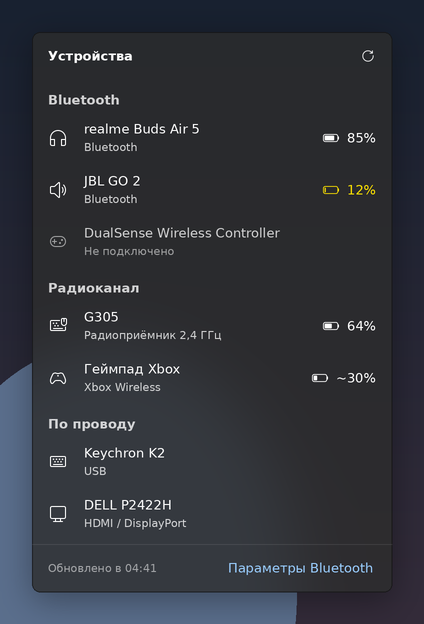 Устройства
Bluetooth
realme Buds Air 5
Bluetooth
85%
JBL GO 2
Bluetooth
12%
DualSense Wireless Controller
Не подключено
Радиоканал
G305
Радиоприёмник 2,4 ГГц
64%
Геймпад Xbox
Xbox Wireless
~30%
По проводу
Keychron K2
USB
DELL P2422H
HDMI / DisplayPort
Обновлено в 04:41
Параметры Bluetooth